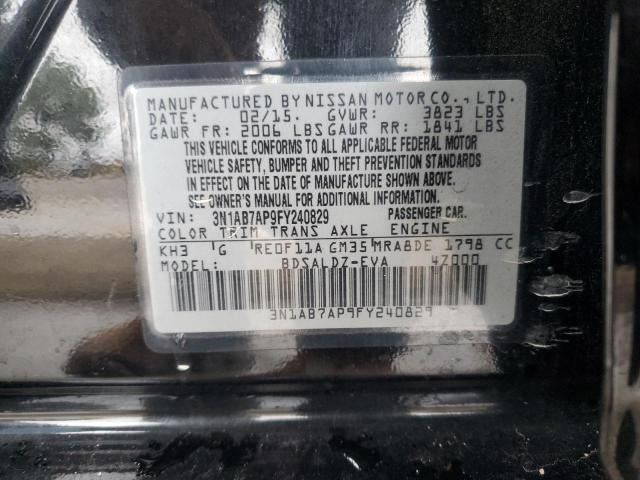 MANUFACTURED BY NISSAN MOTOR CO., LTD.
DATE: 02/15. GVWR: 3823 LBS
GAWR FR: 2006 LBS GAWR RR: 1841 LBS
THIS VEHICLE CONFORMS TO ALL APPLICABLE FEDERAL MOTOR
VEHICLE SAFETY, BUMPER AND THEFT PREVENTION STANDARDS
IN EFFECT ON THE DATE OF MANUFACTURE SHOWN ABOVE.
SEE OWNER'S MANUAL FOR ADDITIONAL INFORMATION.
VIN: 3N1AB7AP9FY240829 PASSENGER CAR.
COLOR TRIM TRANS AXLE ENGINE
KH3 G RE0F11A GM35 MRA8DE 1798 CC
MODEL: BDSALDZ-EVA 4Z000
3N1AB7AP9FY240829